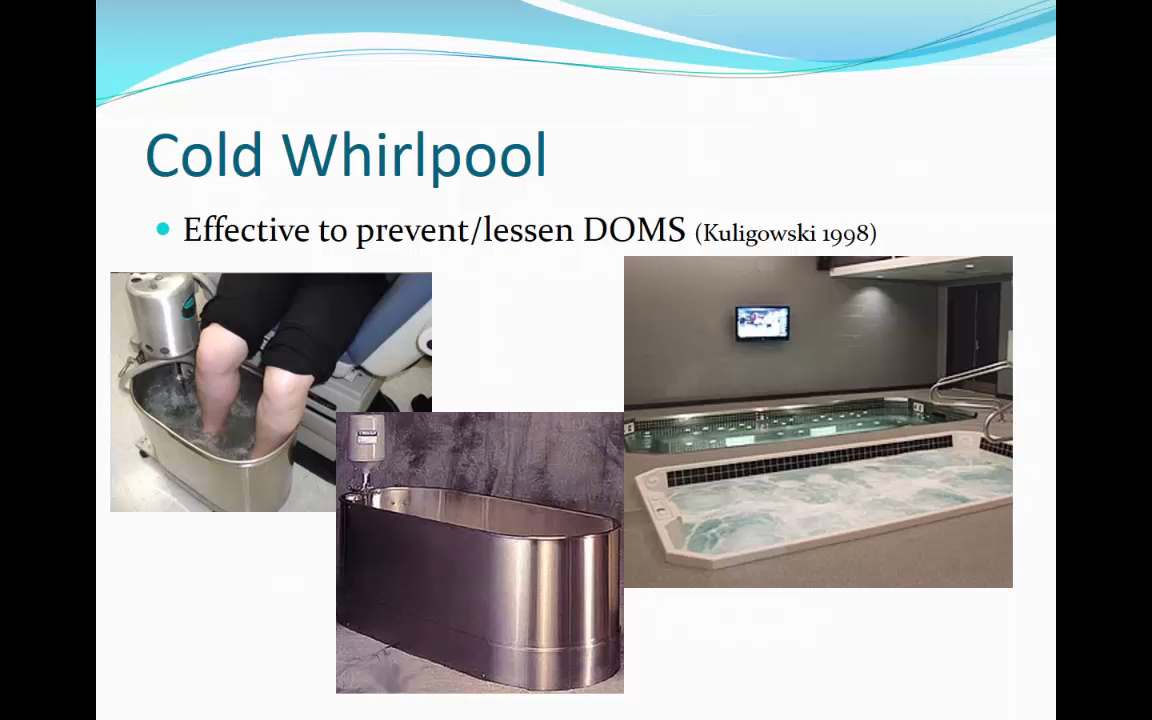 Cold Whirlpool
Effective to prevent/lessen DOMS (Kuligowski 1998)